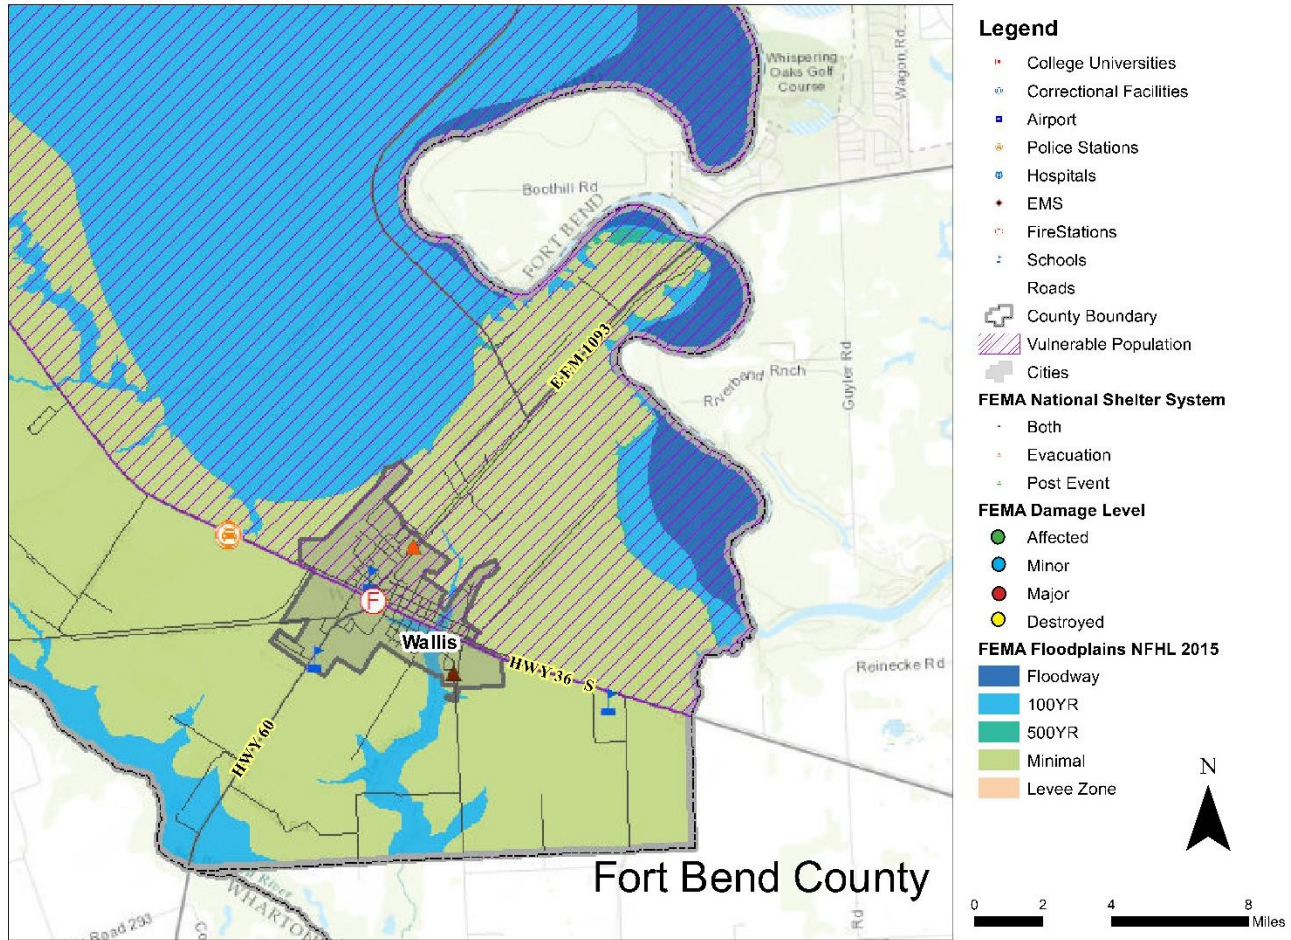 Whispering
Oaks Golf
Course
Wagon Rd
Boothill Rd
FORT BEND
E FM 1093
Riverbend Rnch
Guyler Rd
F
Wallis
HWY 36 S
Reinecke Rd
HWY 60
Fort Bend County
River
WHARTON
Road 293
Co
Rd
Legend
College Universities
Correctional Facilities
Airport
Police Stations
Hospitals
EMS
FireStations
Schools
Roads
County Boundary
Vulnerable Population
Cities
FEMA National Shelter System
Both
Evacuation
Post Event
FEMA Damage Level
Affected
Minor
Major
Destroyed
FEMA Floodplains NFHL 2015
Floodway
100YR
500YR
Minimal
Levee Zone
N
0 2 4 8
Miles